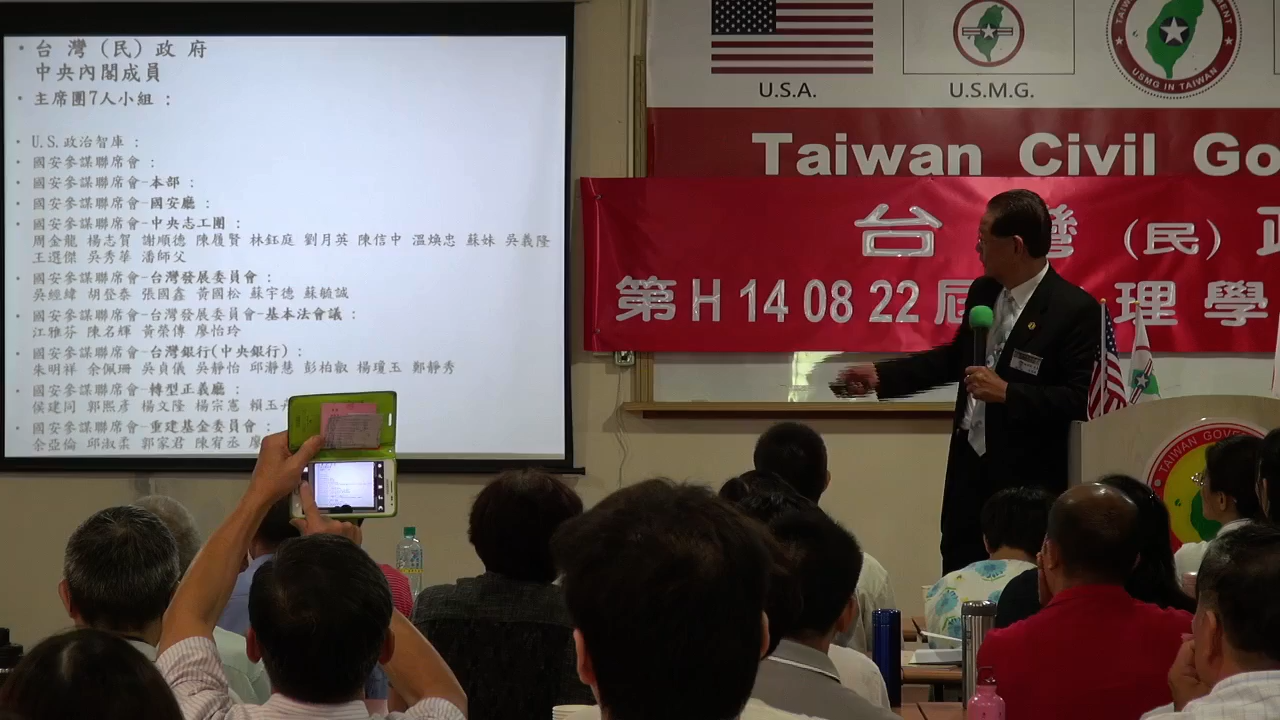 • 台 灣 (民) 政 府
中央內閣成員
• 主席團7人小組 :
• U.S.政治智庫 :
• 國安參謀聯席會 :
• 國安參謀聯席會-本部 :
• 國安參謀聯席會-國安廳 :
• 國安參謀聯席會-中央志工團 :
周金龍 楊志賀 謝順德 陳履賢 林鈺庭 劉月英 陳信中 溫煥忠 蘇妹 吳義隆
王選傑 吳秀華 潘師父
• 國安參謀聯席會-台灣發展委員會 :
吳經緯 胡登泰 張國鑫 黃國松 蘇宇德 蘇毓誠
• 國安參謀聯席會-台灣發展委員會-基本法會議 :
江雅芬 陳名輝 黃榮傳 廖怡玲
• 國安參謀聯席會-台灣銀行(中央銀行) :
朱明祥 余佩珊 吳貞儀 吳靜怡 邱瀞慧 彭柏叡 楊瓊玉 鄭靜秀
• 國安參謀聯席會-轉型正義廳 :
侯建同 郭熙彥 楊文隆 楊宗憲 賴玉
• 國安參謀聯席會-重建基金委員會 :
余亞倫 邱淑柔 郭家君 陳宥丞
U.S.A.
U.S.M.G.
USMG IN TAIWAN
Taiwan Civil Go
台 灣 (民) 政
第H 14 08 22屆 理 學
TAIWAN GOVER